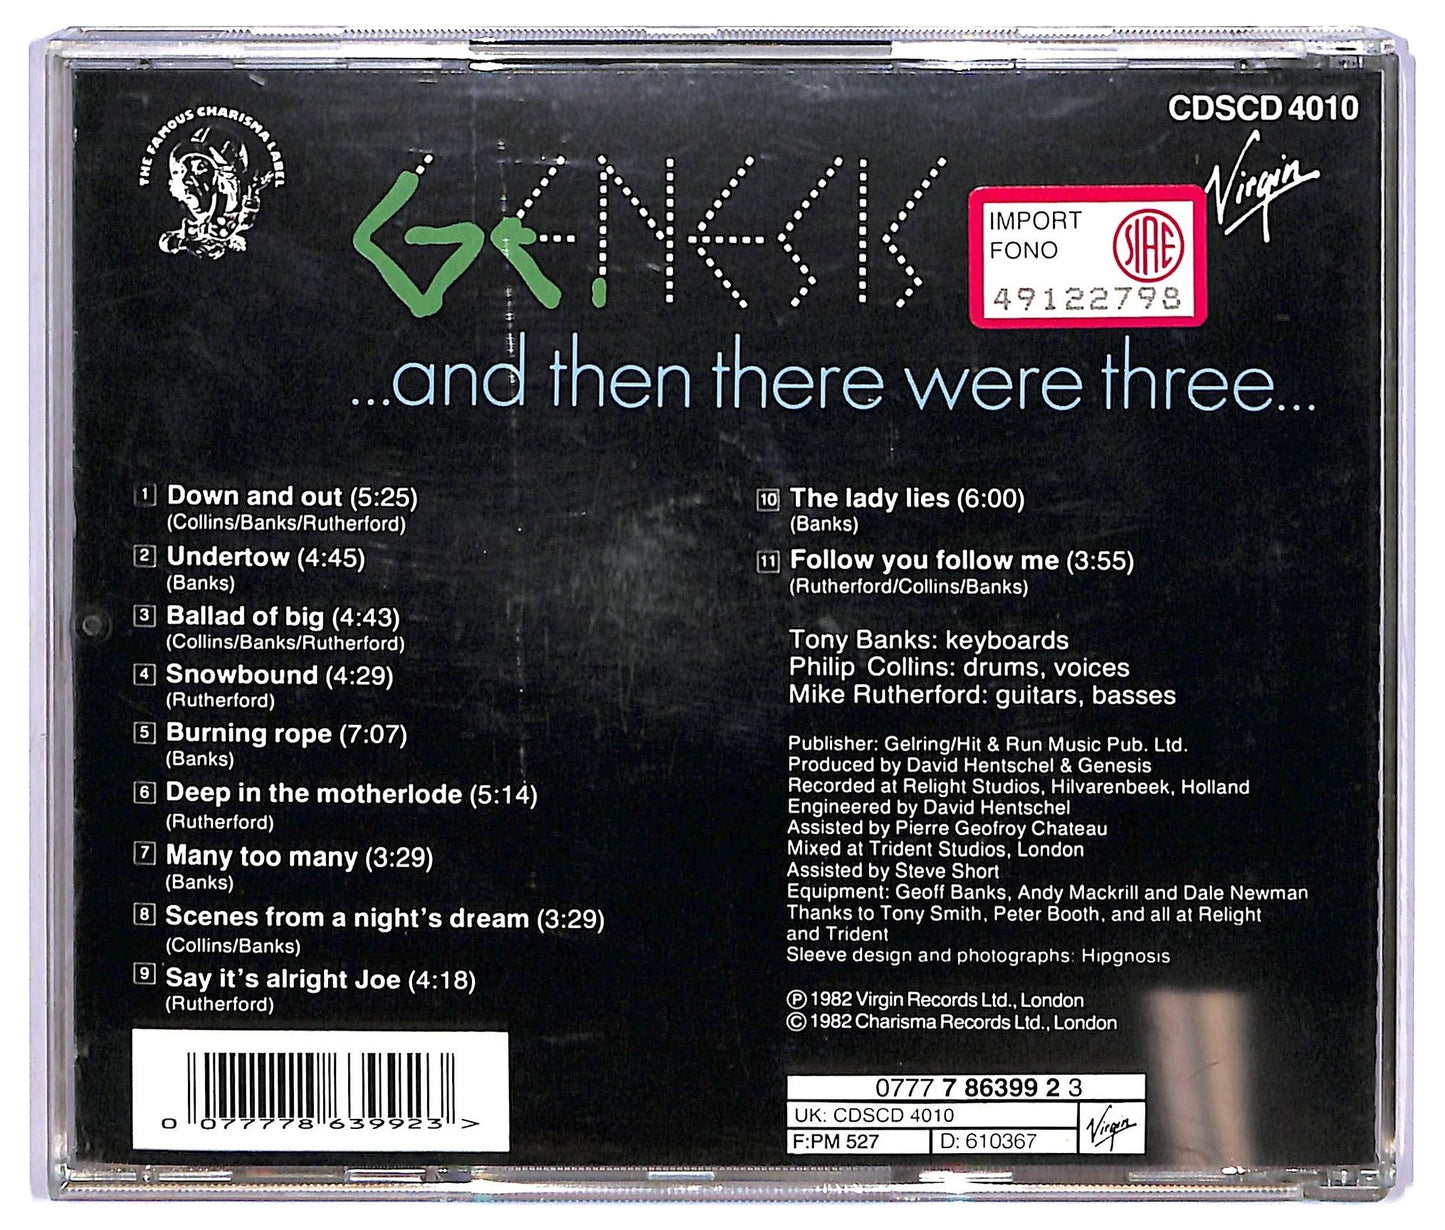 THE FAMOUS CHARISMA LABEL
CDSCD 4010
Virgin
GENESIS
IMPORT
FONO
SIAE
49122798
...and then there were three...
1 Down and out (5:25)
(Collins/Banks/Rutherford)
2 Undertow (4:45)
(Banks)
3 Ballad of big (4:43)
(Collins/Banks/Rutherford)
4 Snowbound (4:29)
(Rutherford)
5 Burning rope (7:07)
(Banks)
6 Deep in the motherlode (5:14)
(Rutherford)
7 Many too many (3:29)
(Banks)
8 Scenes from a night's dream (3:29)
(Collins/Banks)
9 Say it's alright Joe (4:18)
(Rutherford)
10 The lady lies (6:00)
(Banks)
11 Follow you follow me (3:55)
(Rutherford/Collins/Banks)
Tony Banks: keyboards
Philip Collins: drums, voices
Mike Rutherford: guitars, basses
Publisher: Gelring/Hit & Run Music Pub. Ltd.
Produced by David Hentschel & Genesis
Recorded at Relight Studios, Hilvarenbeek, Holland
Engineered by David Hentschel
Assisted by Pierre Geofroy Chateau
Mixed at Trident Studios, London
Assisted by Steve Short
Equipment: Geoff Banks, Andy Mackrill and Dale Newman
Thanks to Tony Smith, Peter Booth, and all at Relight
and Trident
Sleeve design and photographs: Hipgnosis
℗ 1982 Virgin Records Ltd., London
© 1982 Charisma Records Ltd., London
0 077778 639923 >
0777 7 86399 2 3
UK: CDSCD 4010
F: PM 527
D: 610367
Virgin